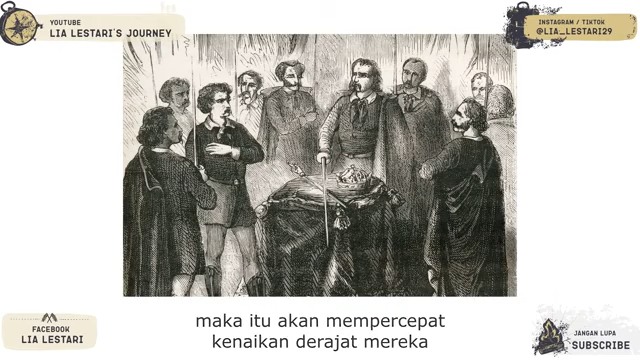 YOUTUBE
LIA LESTARI'S JOURNEY
INSTAGRAM / TIKTOK
@LIA_LESTARI29
maka itu akan mempercepat
kenaikan derajat mereka
FACEBOOK
LIA LESTARI
JANGAN LUPA
SUBSCRIBE